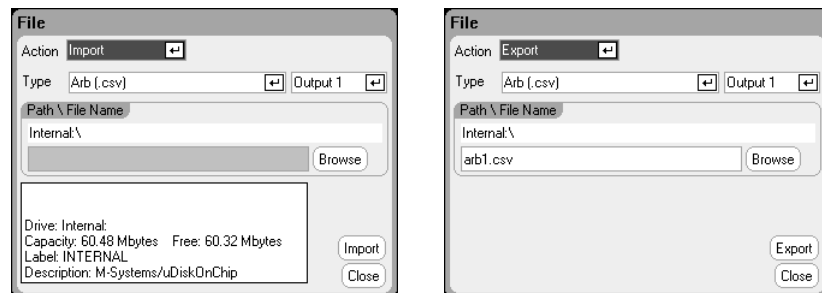 File
Action Import
Type Arb (.csv) Output 1
Path \ File Name
Internal:\
Browse
Drive: Internal:
Capacity: 60.48 Mbytes Free: 60.32 Mbytes
Label: INTERNAL
Description: M-Systems/uDiskOnChip
Import
Close
File
Action Export
Type Arb (.csv) Output 1
Path \ File Name
Internal:\
arb1.csv Browse
Export
Close